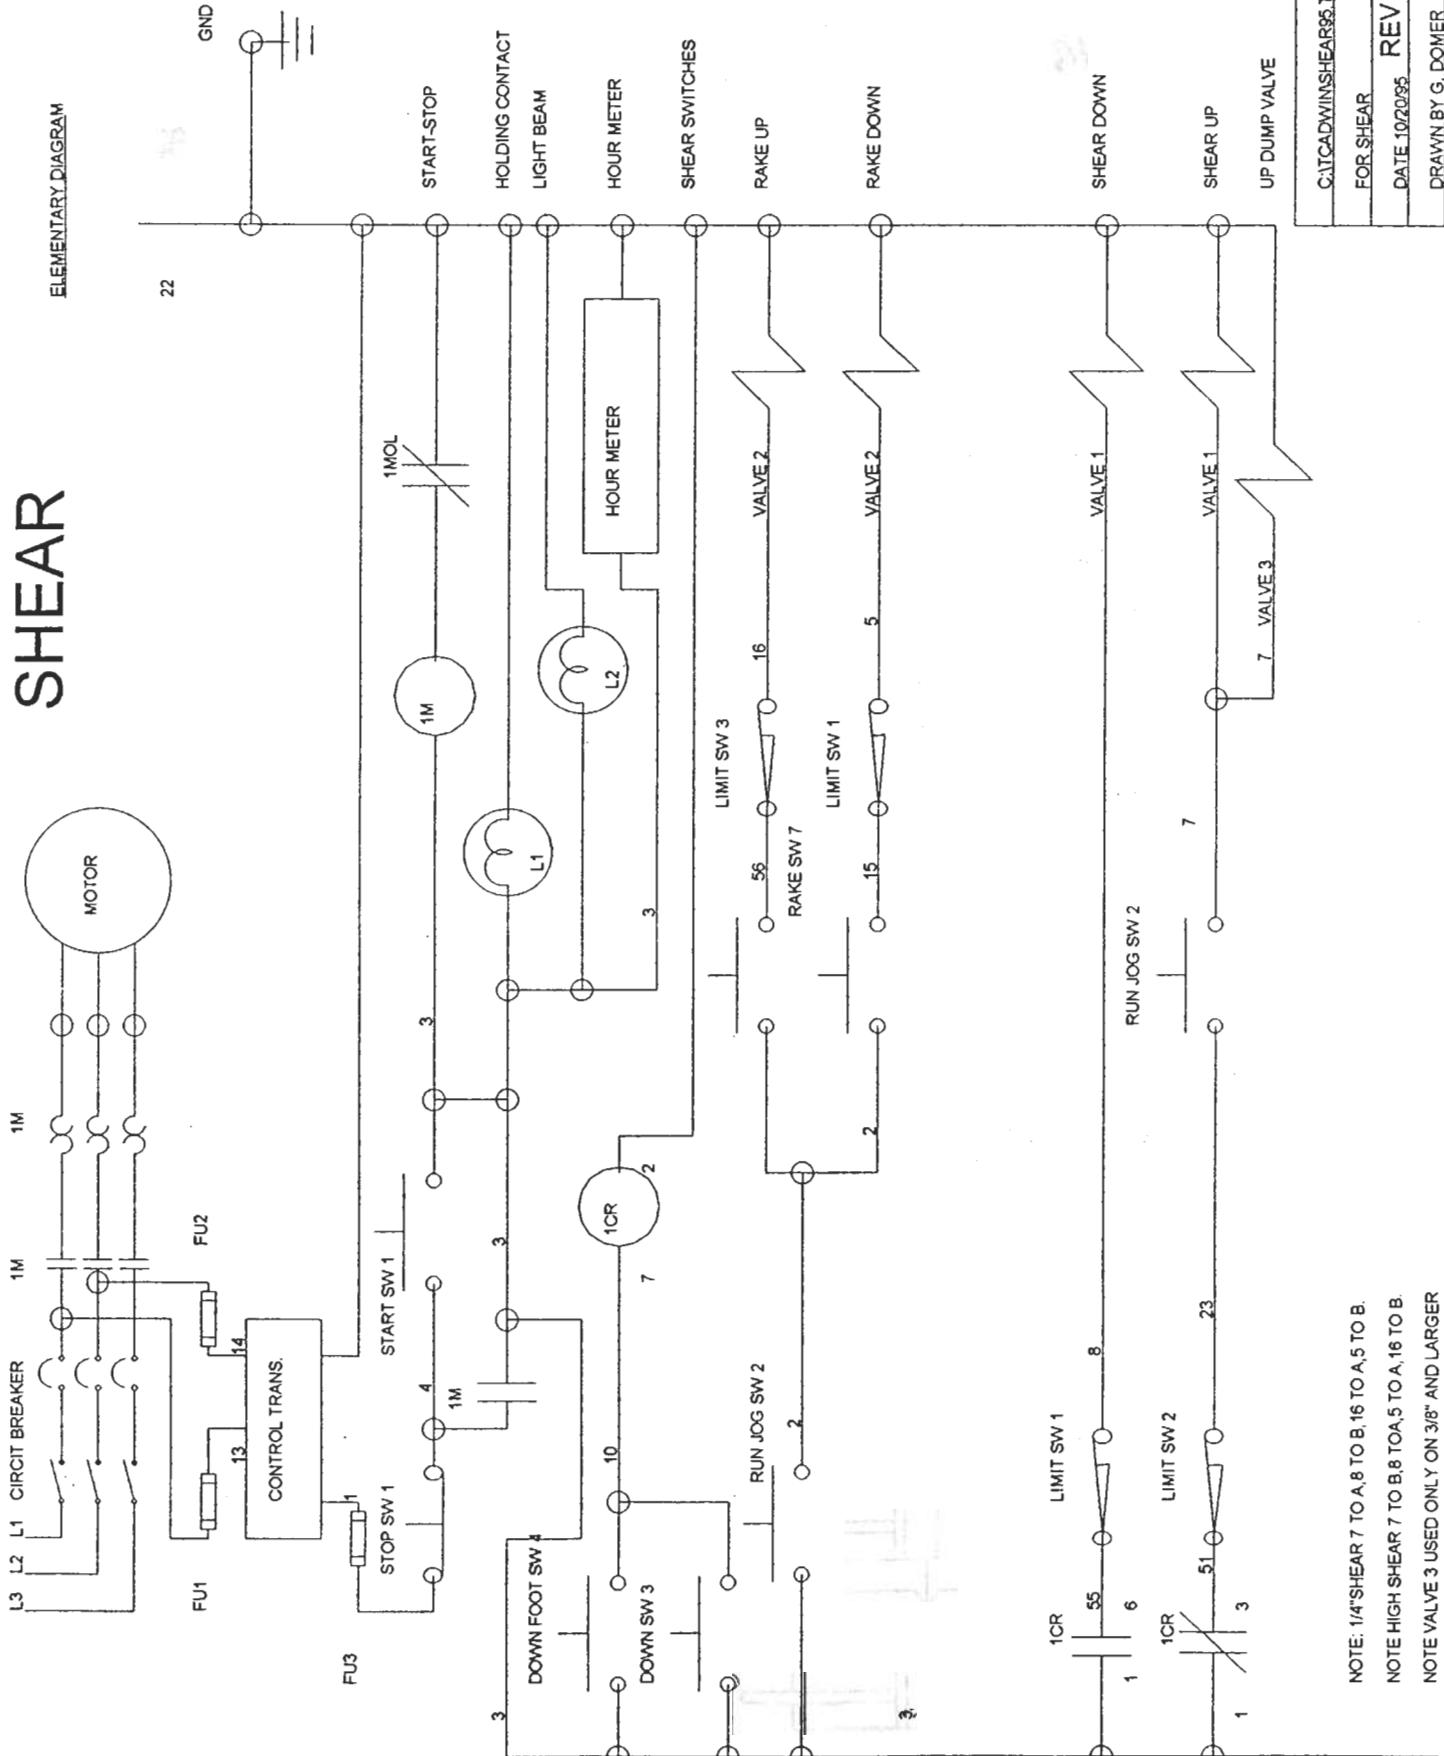 SHEAR
ELEMENTARY DIAGRAM
L1 CIRCIT BREAKER
L2
L3
1M
1M
MOTOR
FU1
FU2
13
14
CONTROL TRANS.
1
FU3
22
GND
STOP SW 1
START SW 1
4
1M
3
1M
1MOL
START-STOP
3
3
L1
HOLDING CONTACT
L2
LIGHT BEAM
3
HOUR METER
HOUR METER
DOWN FOOT SW 4
DOWN SW 3
10
1CR
7
2
SHEAR SWITCHES
RUN JOG SW 2
2
2
56
RAKE SW 7
LIMIT SW 3
16
VALVE 2
RAKE UP
15
LIMIT SW 1
5
VALVE 2
RAKE DOWN
3
1CR
1
6
55
LIMIT SW 1
8
VALVE 1
SHEAR DOWN
1CR
1
3
51
LIMIT SW 2
23
RUN JOG SW 2
7
VALVE 1
SHEAR UP
7
VALVE 3
UP DUMP VALVE
NOTE: 1/4"SHEAR 7 TO A,8 TO B,16 TO A,5 TO B.
NOTE HIGH SHEAR 7 TO B,8 TOA,5 TO A,16 TO B.
NOTE VALVE 3 USED ONLY ON 3/8" AND LARGER
C:\TCADWIN\SHEAR95.
FOR SHEAR
DATE 10/20/95 REV
DRAWN BY G. DOMER